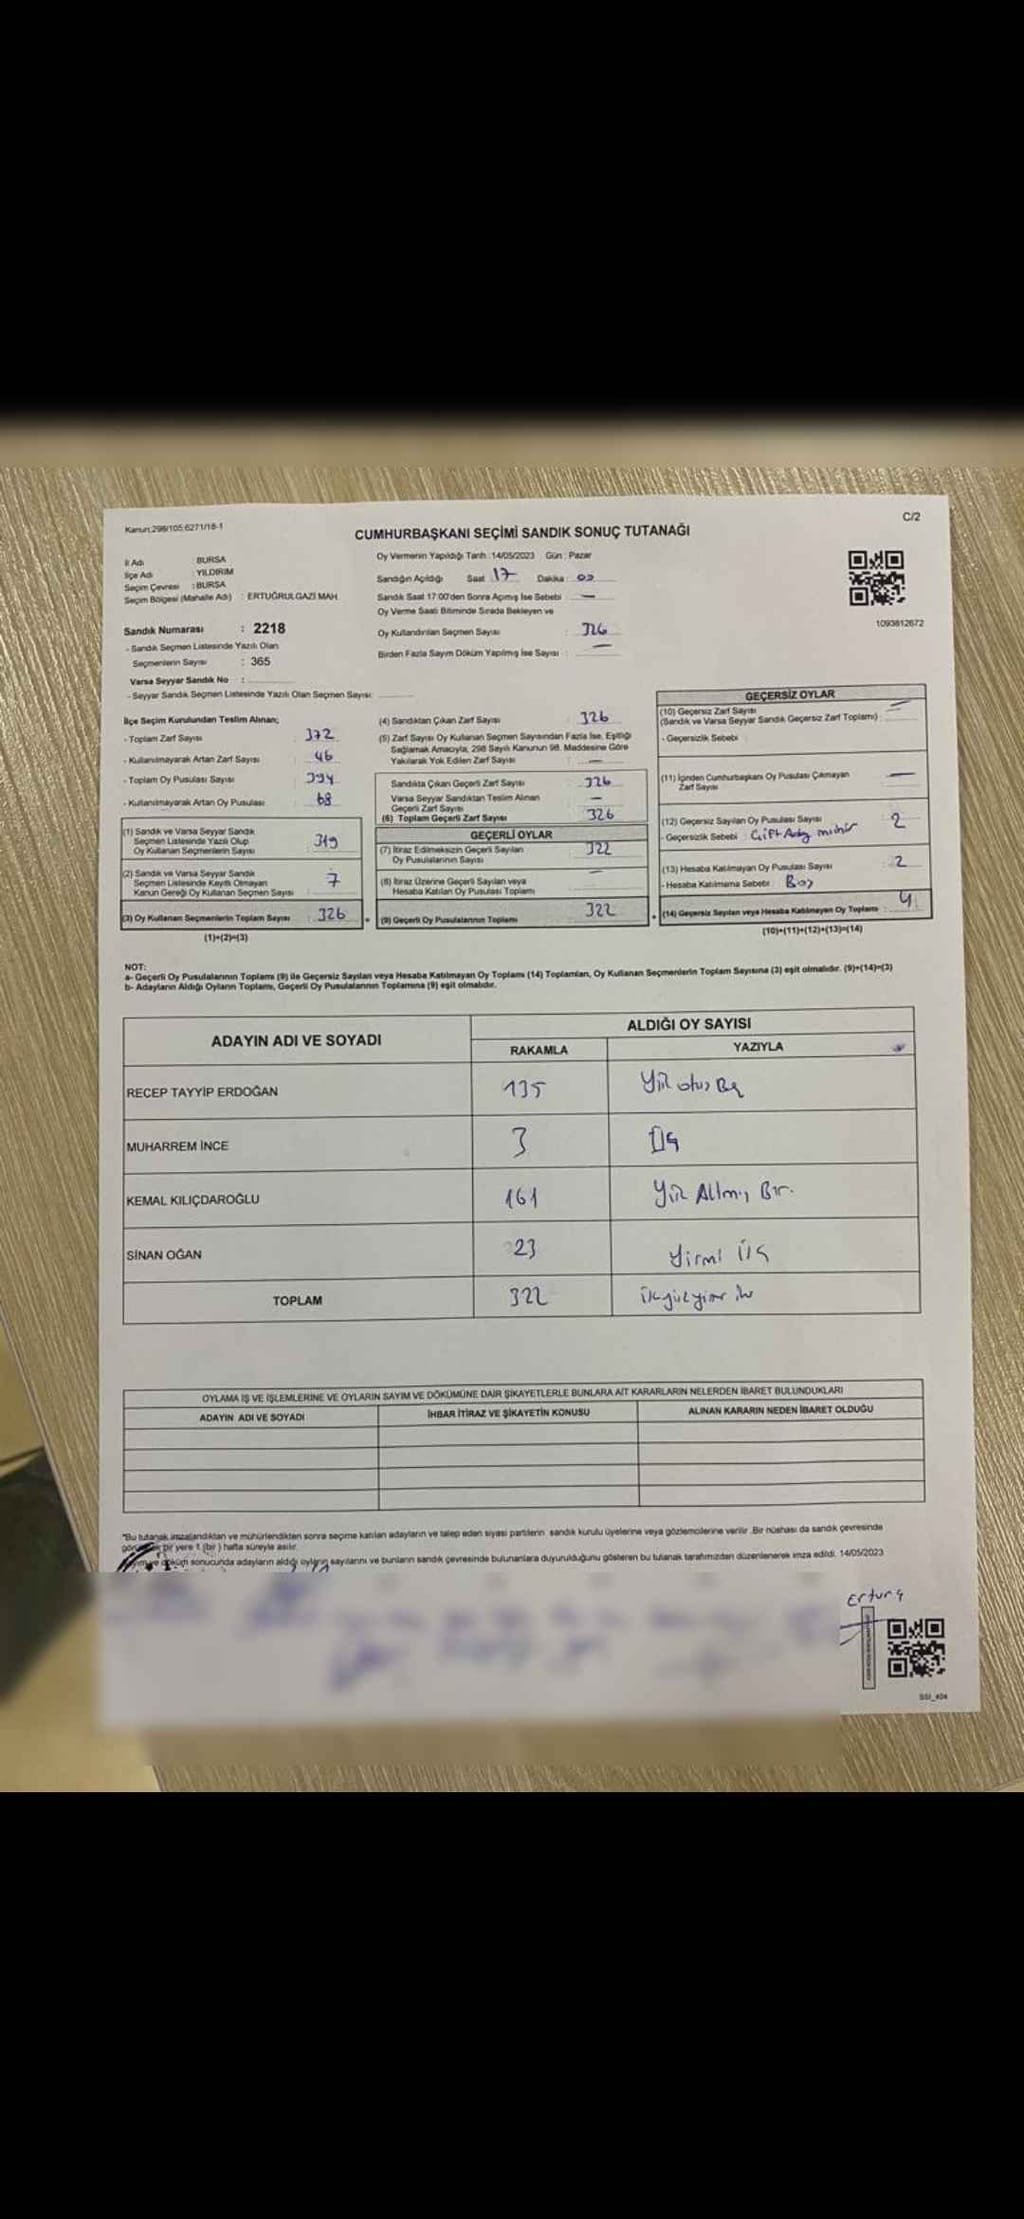 Kanun:298/105;6271/18-1
C/2
CUMHURBAŞKANI SEÇİMİ SANDIK SONUÇ TUTANAĞI
İl Adı : BURSA
İlçe Adı : YILDIRIM
Seçim Çevresi : BURSA
Seçim Bölgesi (Mahalle Adı) : ERTUĞRULGAZİ MAH.
Sandık Numarası : 2218
- Sandık Seçmen Listesinde Yazılı Olan
Seçmenlerin Sayısı : 365
Varsa Seyyar Sandık No :
- Seyyar Sandık Seçmen Listesinde Yazılı Olan Seçmen Sayısı:
Oy Vermenin Yapıldığı Tarih :14/05/2023 Gün : Pazar
Sandığın Açıldığı Saat 17 Dakika : 00
Sandık Saat 17:00'den Sonra Açımış İse Sebebi : —
Oy Verme Saati Bitiminde Sırada Bekleyen ve
Oy Kullandırılan Seçmen Sayısı : 326
Birden Fazla Sayım Döküm Yapılmış İse Sayısı : —
1093812672
İlçe Seçim Kurulundan Teslim Alınan;
- Toplam Zarf Sayısı : 372
- Kullanılmayarak Artan Zarf Sayısı : 46
- Toplam Oy Pusulası Sayısı : 394
- Kullanılmayarak Artan Oy Pusulası : 68
(1) Sandık ve Varsa Seyyar Sandık
Seçmen Listesinde Yazılı Olup
Oy Kullanan Seçmenlerin Sayısı : 319
(2) Sandık ve Varsa Seyyar Sandık
Seçmen Listesinde Kayıtlı Olmayan
Kanun Gereği Oy Kullanan Seçmen Sayısı : 7
(3) Oy Kullanan Seçmenlerin Toplam Sayısı : 326
(1)+(2)=(3)
(4) Sandıktan Çıkan Zarf Sayısı : 326
(5) Zarf Sayısı Oy Kullanan Seçmen Sayısından Fazla İse, Eşitliği
Sağlamak Amacıyla, 298 Sayılı Kanunun 98. Maddesine Göre
Yakılarak Yok Edilen Zarf Sayısı : —
Sandıkta Çıkan Geçerli Zarf Sayısı : 326
Varsa Seyyar Sandıktan Teslim Alınan
Geçerli Zarf Sayısı : —
(6) Toplam Geçerli Zarf Sayısı : 326
GEÇERLİ OYLAR
(7) İtiraz Edilmeksizin Geçerli Sayılan
Oy Pusulalarının Sayısı : 322
(8) İtiraz Üzerine Geçerli Sayılan veya
Hesaba Katılan Oy Pusulası Toplamı : —
(9) Geçerli Oy Pusulalarının Toplamı : 322
GEÇERSİZ OYLAR
(10) Geçersiz Zarf Sayısı
(Sandık ve Varsa Seyyar Sandık Geçersiz Zarf Toplamı) : —
- Geçersizlik Sebebi :
(11) İçinden Cumhurbaşkanı Oy Pusulası Çıkmayan
Zarf Sayısı : —
(12) Geçersiz Sayılan Oy Pusulası Sayısı : 2
- Geçersizlik Sebebi : Çift Aday mühür
(13) Hesaba Katılmayan Oy Pusulası Sayısı : 2
- Hesaba Katılmama Sebebi : Boş
(14) Geçersiz Sayılan veya Hesaba Katılmayan Oy Toplamı : 4
(10)+(11)+(12)+(13)=(14)
NOT:
a- Geçerli Oy Pusulalarının Toplamı (9) ile Geçersiz Sayılan veya Hesaba Katılmayan Oy Toplamı (14) Toplamları, Oy Kullanan Seçmenlerin Toplam Sayısına (3) eşit olmalıdır. (9)+(14)=(3)
b- Adayların Aldığı Oyların Toplamı, Geçerli Oy Pusulalarının Toplamına (9) eşit olmalıdır.
ADAYIN ADI VE SOYADI
ALDIĞI OY SAYISI
RAKAMLA YAZIYLA
RECEP TAYYİP ERDOĞAN 135 Yüz otuz Beş
MUHARREM İNCE 3 Üç
KEMAL KILIÇDAROĞLU 161 Yüz Altmış Bir.
SİNAN OĞAN 23 Yirmi Üç
TOPLAM 322
OYLAMA İŞ VE İŞLEMLERİNE VE OYLARIN SAYIM VE DÖKÜMÜNE DAİR ŞİKAYETLERLE BUNLARA AİT KARARLARIN NELERDEN İBARET BULUNDUKLARI
ADAYIN ADI VE SOYADI İHBAR İTİRAZ VE ŞİKAYETİN KONUSU ALINAN KARARIN NEDEN İBARET OLDUĞU
"Bu tutanak imzalandıktan ve mühürlendikten sonra seçime katılan adayların ve talep eden siyasi partilerin sandık kurulu üyelerine veya gözlemcilerine verilir .Bir nüshası da sandık çevresinde
bir yere 1 (bir ) hafta süreyle asılır.
ve döküm sonucunda adayların aldığı oyların sayılarını ve bunların sandık çevresinde bulunanlara duyurulduğunu gösteren bu tutanak tarafımızdan düzenlenerek imza edildi. 14/05/2023
SSI_404